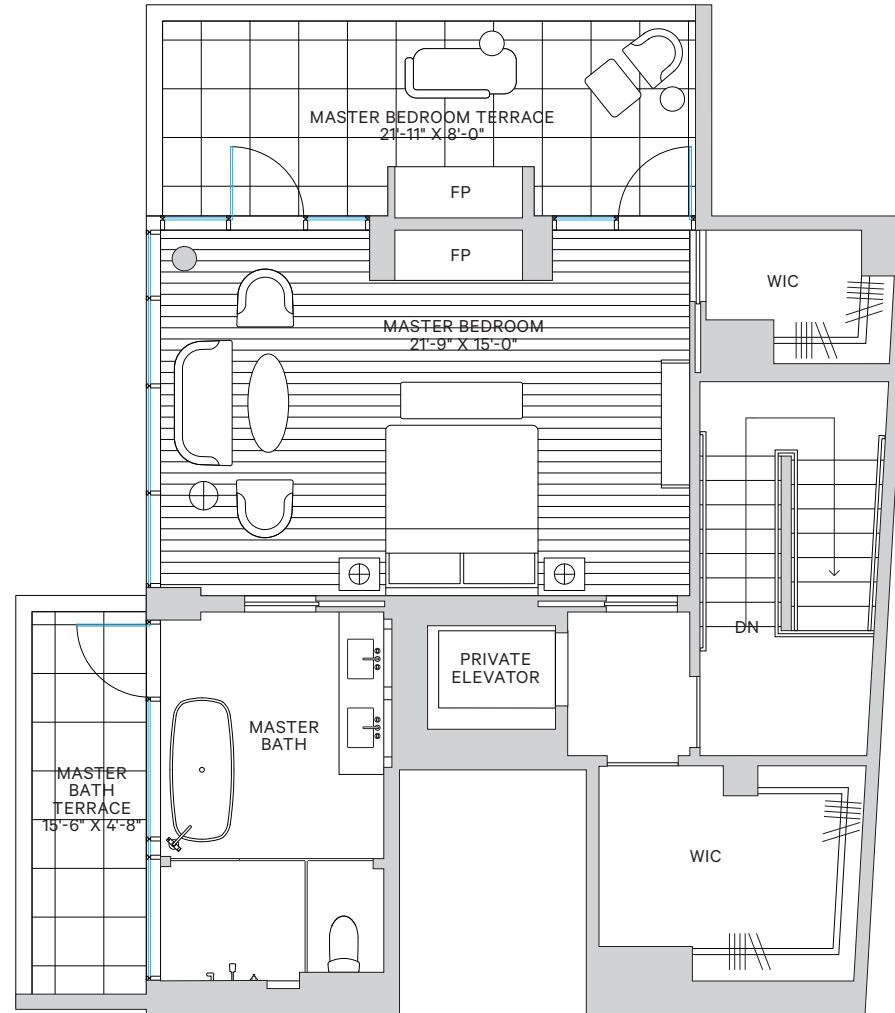 MASTER BEDROOM TERRACE
21'-11" X 8'-0"
FP
FP
WIC
MASTER BEDROOM
21'-9" X 15'-0"
DN
PRIVATE
ELEVATOR
MASTER
BATH
MASTER
BATH
TERRACE
15'-6" X 4'-8"
WIC